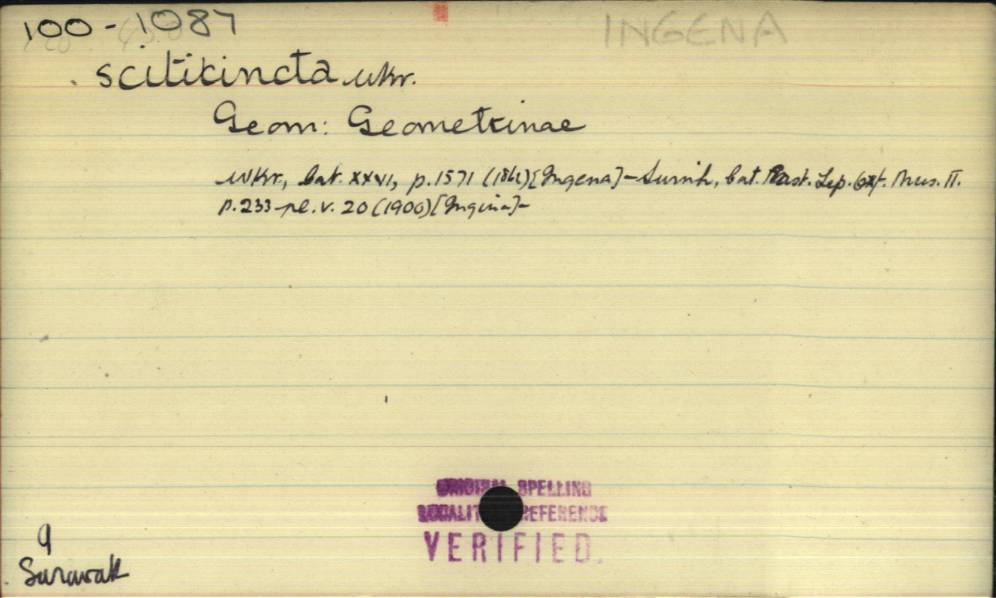 100-1087
INGENA
scititincta wkr.
Geom: Geometrinae
Wkr, Cat. XXVI, p.1571 (1862)[Ingena]- Swinh, Cat. East. Lep. Oxf. Mus. II.
p.233-pl.v. 20 (1900)[Ingena]-
ORIGINAL SPELLING
LOCALITY REFERENCE
VERIFIED.
Sarawak